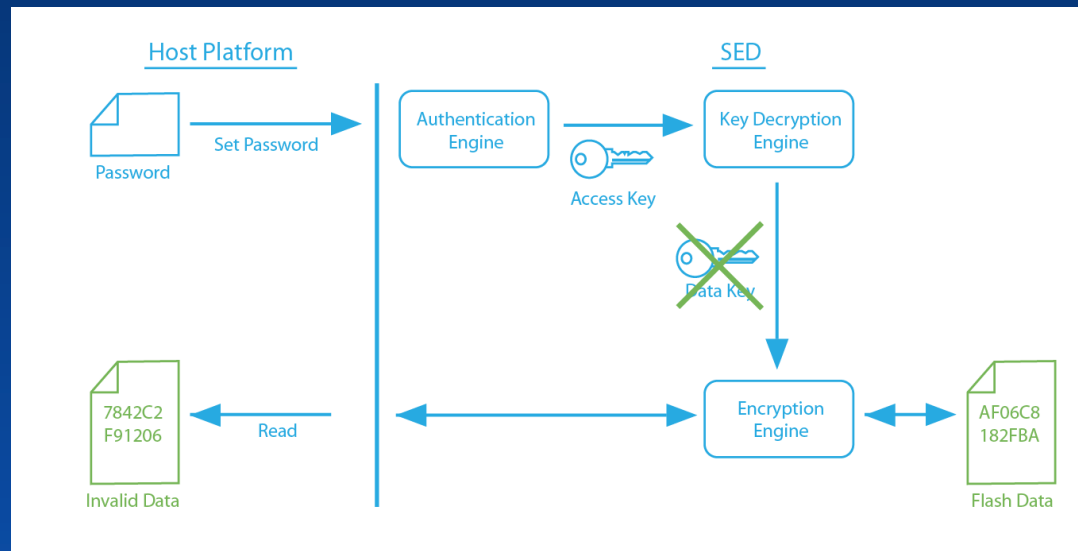 Host Platform
SED
Set Password
Password
Authentication
Engine
Access Key
Key Decryption
Engine
Data Key
7842C2
F91206
Invalid Data
Read
Encryption
Engine
AF06C8
182FBA
Flash Data